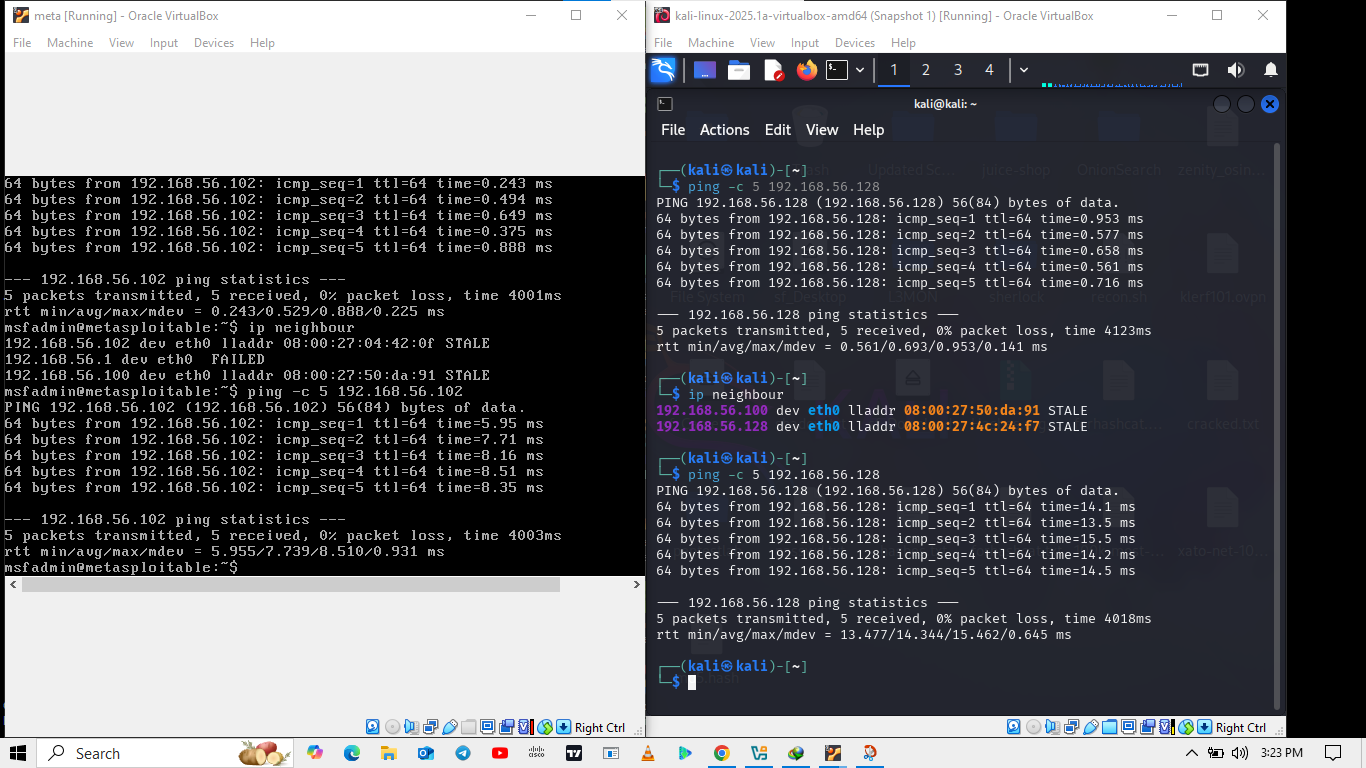 meta [Running] - Oracle VirtualBox
File Machine View Input Devices Help
64 bytes from 192.168.56.102: icmp_seq=1 ttl=64 time=0.243 ms
64 bytes from 192.168.56.102: icmp_seq=2 ttl=64 time=0.494 ms
64 bytes from 192.168.56.102: icmp_seq=3 ttl=64 time=0.649 ms
64 bytes from 192.168.56.102: icmp_seq=4 ttl=64 time=0.375 ms
64 bytes from 192.168.56.102: icmp_seq=5 ttl=64 time=0.888 ms
--- 192.168.56.102 ping statistics ---
5 packets transmitted, 5 received, 0% packet loss, time 4001ms
rtt min/avg/max/mdev = 0.243/0.529/0.888/0.225 ms
msfadmin@metasploitable:~$ ip neighbour
192.168.56.102 dev eth0 lladdr 08:00:27:04:42:0f STALE
192.168.56.1 dev eth0  FAILED
192.168.56.100 dev eth0 lladdr 08:00:27:50:da:91 STALE
msfadmin@metasploitable:~$ ping -c 5 192.168.56.102
PING 192.168.56.102 (192.168.56.102) 56(84) bytes of data.
64 bytes from 192.168.56.102: icmp_seq=1 ttl=64 time=5.95 ms
64 bytes from 192.168.56.102: icmp_seq=2 ttl=64 time=7.71 ms
64 bytes from 192.168.56.102: icmp_seq=3 ttl=64 time=8.16 ms
64 bytes from 192.168.56.102: icmp_seq=4 ttl=64 time=8.51 ms
64 bytes from 192.168.56.102: icmp_seq=5 ttl=64 time=8.35 ms
--- 192.168.56.102 ping statistics ---
5 packets transmitted, 5 received, 0% packet loss, time 4003ms
rtt min/avg/max/mdev = 5.955/7.739/8.510/0.931 ms
msfadmin@metasploitable:~$
Right Ctrl
kali-linux-2025.1a-virtualbox-amd64 (Snapshot 1) [Running] - Oracle VirtualBox
File Machine View Input Devices Help
1 2 3 4
kali@kali: ~
File Actions Edit View Help
┌──(kali㉿kali)-[~]
└─$ ping -c 5 192.168.56.128
PING 192.168.56.128 (192.168.56.128) 56(84) bytes of data.
64 bytes from 192.168.56.128: icmp_seq=1 ttl=64 time=0.953 ms
64 bytes from 192.168.56.128: icmp_seq=2 ttl=64 time=0.577 ms
64 bytes from 192.168.56.128: icmp_seq=3 ttl=64 time=0.658 ms
64 bytes from 192.168.56.128: icmp_seq=4 ttl=64 time=0.561 ms
64 bytes from 192.168.56.128: icmp_seq=5 ttl=64 time=0.716 ms
--- 192.168.56.128 ping statistics ---
5 packets transmitted, 5 received, 0% packet loss, time 4123ms
rtt min/avg/max/mdev = 0.561/0.693/0.953/0.141 ms
┌──(kali㉿kali)-[~]
└─$ ip neighbour
192.168.56.100 dev eth0 lladdr 08:00:27:50:da:91 STALE
192.168.56.128 dev eth0 lladdr 08:00:27:4c:24:f7 STALE
┌──(kali㉿kali)-[~]
└─$ ping -c 5 192.168.56.128
PING 192.168.56.128 (192.168.56.128) 56(84) bytes of data.
64 bytes from 192.168.56.128: icmp_seq=1 ttl=64 time=14.1 ms
64 bytes from 192.168.56.128: icmp_seq=2 ttl=64 time=13.5 ms
64 bytes from 192.168.56.128: icmp_seq=3 ttl=64 time=15.5 ms
64 bytes from 192.168.56.128: icmp_seq=4 ttl=64 time=14.2 ms
64 bytes from 192.168.56.128: icmp_seq=5 ttl=64 time=14.5 ms
--- 192.168.56.128 ping statistics ---
5 packets transmitted, 5 received, 0% packet loss, time 4018ms
rtt min/avg/max/mdev = 13.477/14.344/15.462/0.645 ms
┌──(kali㉿kali)-[~]
└─$
Updated Sc...
juice-shop
OnionSearch
zenity_osin...
File System
sf_Desktop
L3MON
sherlock
recon.sh
klerf101.ovpn
cracked.txt
xato-net-10...
Right Ctrl
Search
3:23 PM